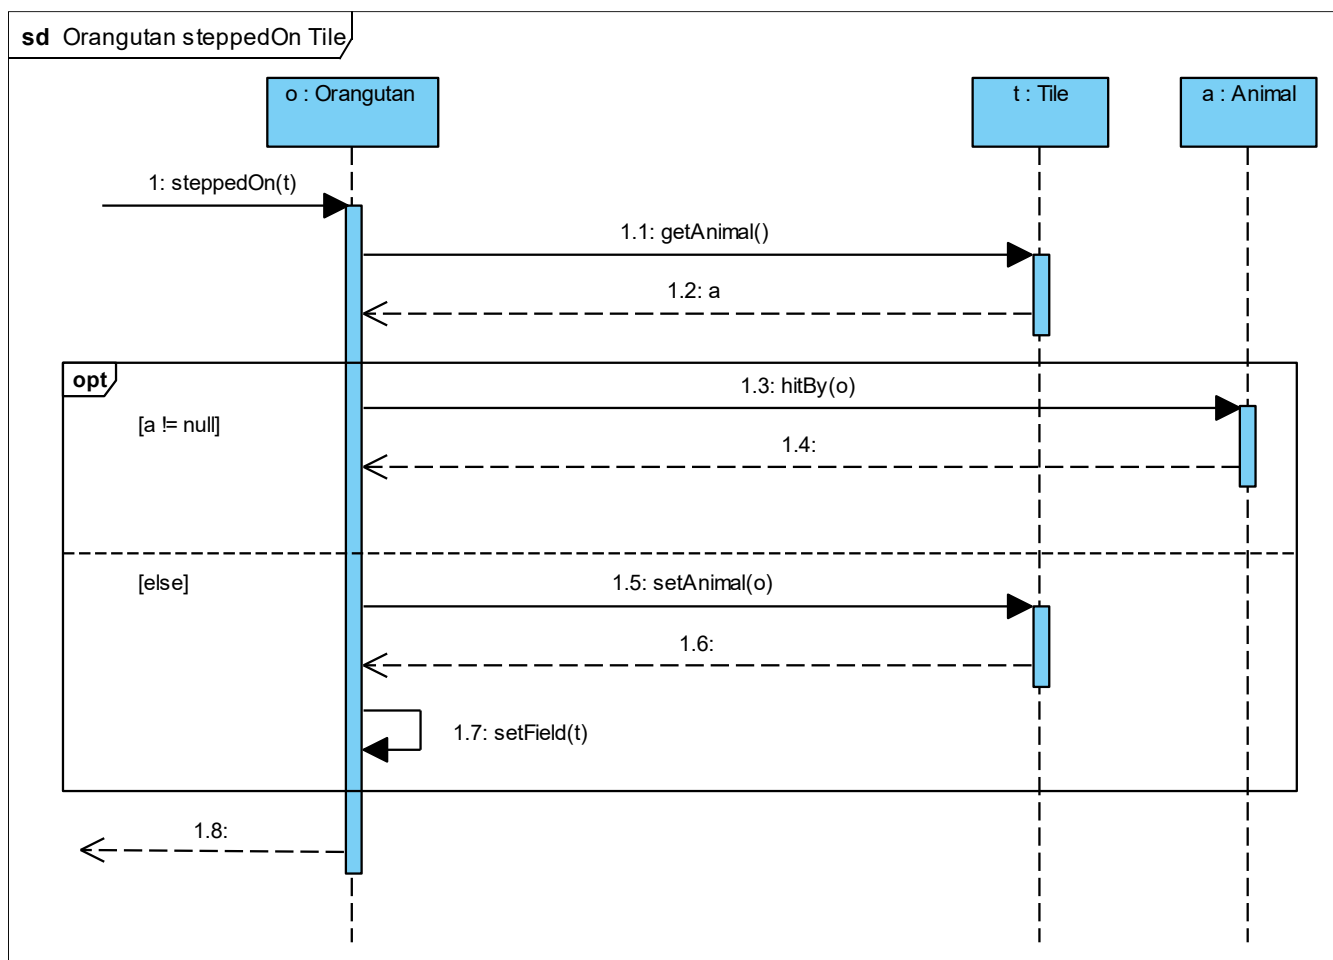 sd Orangutan steppedOn Tile
o : Orangutan
t : Tile
a : Animal
1: steppedOn(t)
1.1: getAnimal()
1.2: a
opt
1.3: hitBy(o)
[a != null]
1.4:
[else]
1.5: setAnimal(o)
1.6:
1.7: setField(t)
1.8: